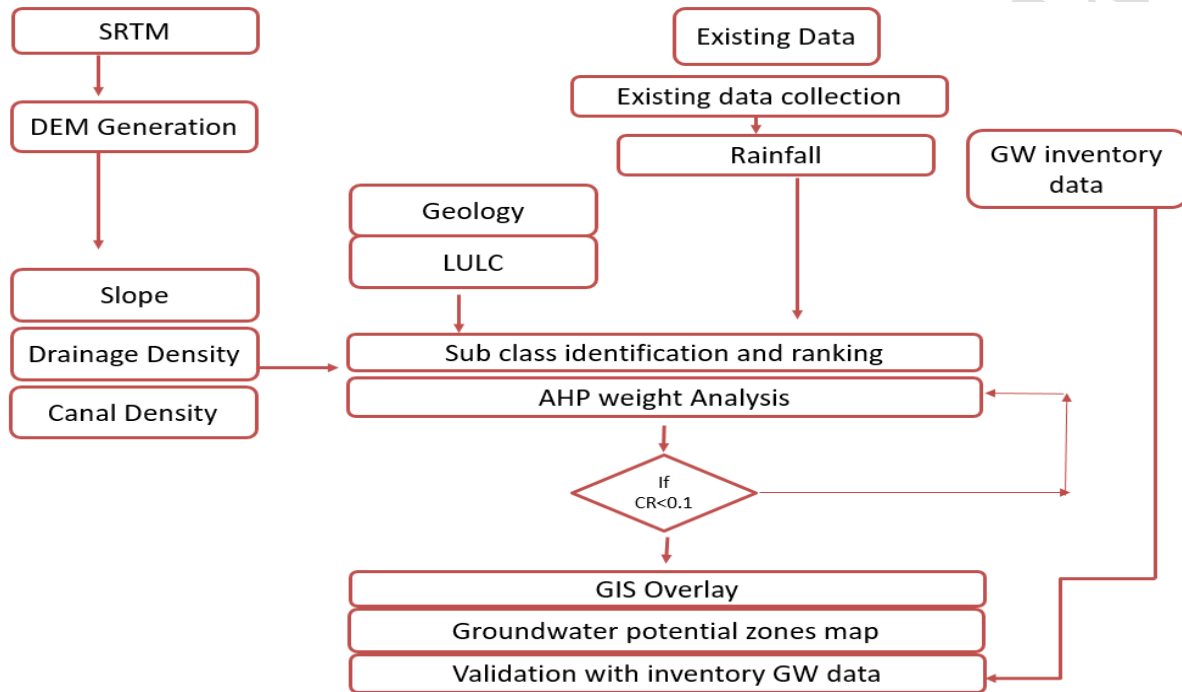 SRTM
DEM Generation
Slope
Drainage Density
Canal Density
Existing Data
Existing data collection
Rainfall
Geology
LULC
GW inventory
data
Sub class identification and ranking
AHP weight Analysis
If
CR<0.1
GIS Overlay
Groundwater potential zones map
Validation with inventory GW data